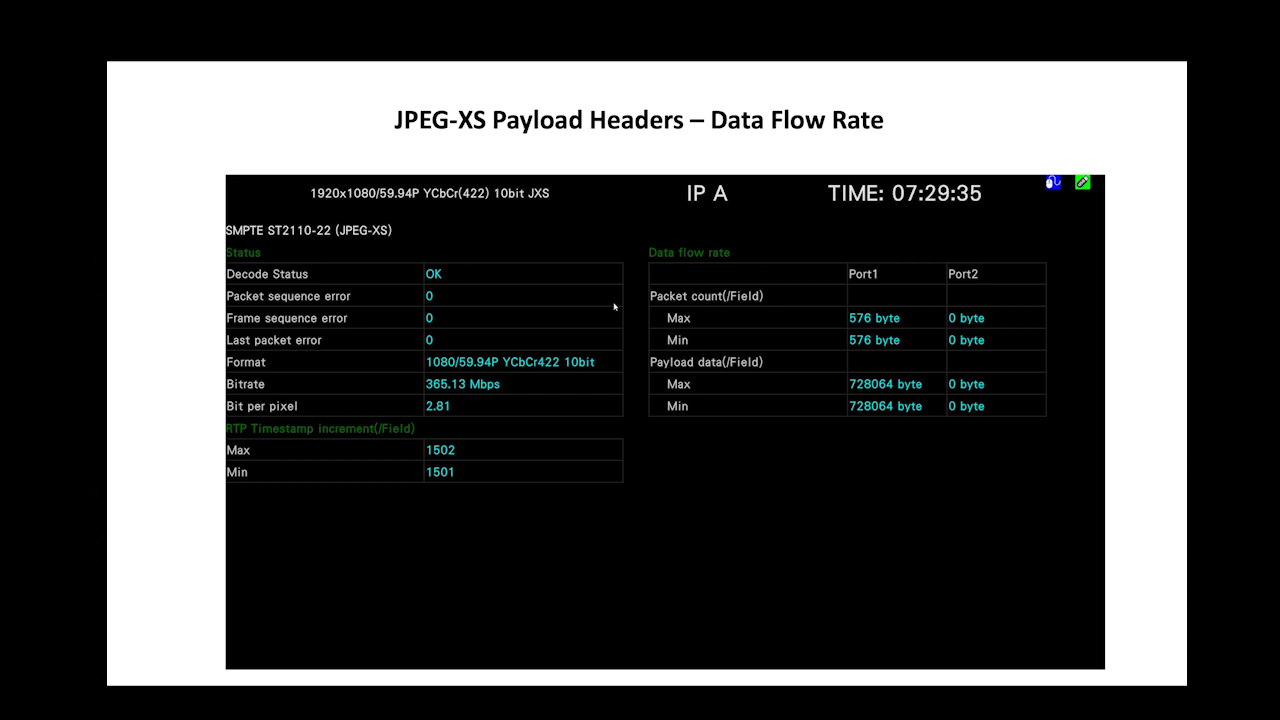 JPEG-XS Payload Headers – Data Flow Rate
1920x1080/59.94P YCbCr(422) 10bit JXS IP A TIME: 07:29:35
SMPTE ST2110-22 (JPEG-XS)
Status
Decode Status OK
Packet sequence error 0
Frame sequence error 0
Last packet error 0
Format 1080/59.94P YCbCr422 10bit
Bitrate 365.13 Mbps
Bit per pixel 2.81
RTP Timestamp increment(/Field)
Max 1502
Min 1501
Data flow rate
Port1 Port2
Packet count(/Field)
Max 576 byte 0 byte
Min 576 byte 0 byte
Payload data(/Field)
Max 728064 byte 0 byte
Min 728064 byte 0 byte